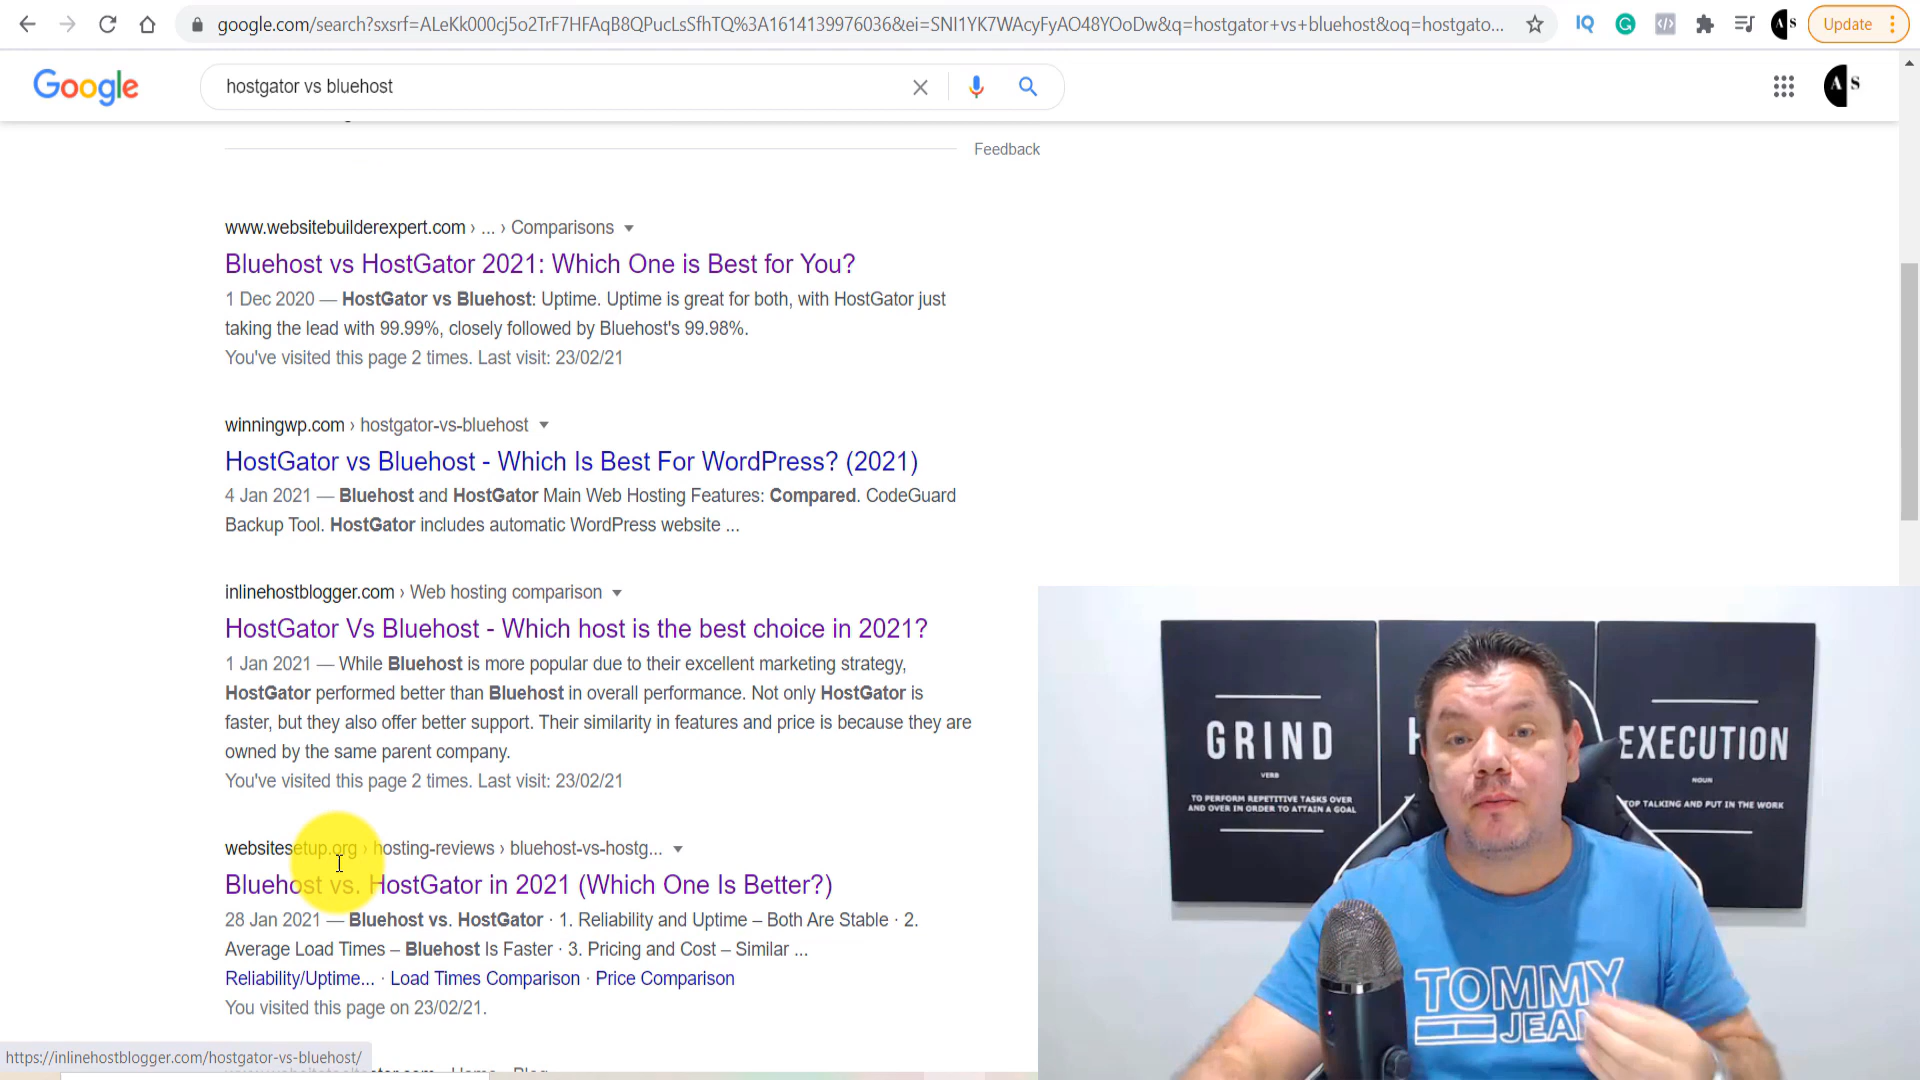 google.com/search?sxsrf=ALeKk000cj5o2TrF7HFAqB8QPucLsSfhTQ%3A1614139976036&ei=SNI1YK7WAcyFyAO48YOoDw&q=hostgator+vs+bluehost&oq=hostgato...
IQ
G
A S
Update
Google
hostgator vs bluehost
A S
Feedback
www.websitebuilderexpert.com › ... › Comparisons
Bluehost vs HostGator 2021: Which One is Best for You?
1 Dec 2020 — HostGator vs Bluehost: Uptime. Uptime is great for both, with HostGator just
taking the lead with 99.99%, closely followed by Bluehost's 99.98%.
You've visited this page 2 times. Last visit: 23/02/21
winningwp.com › hostgator-vs-bluehost
HostGator vs Bluehost - Which Is Best For WordPress? (2021)
4 Jan 2021 — Bluehost and HostGator Main Web Hosting Features: Compared. CodeGuard
Backup Tool. HostGator includes automatic WordPress website ...
inlinehostblogger.com › Web hosting comparison
HostGator Vs Bluehost - Which host is the best choice in 2021?
1 Jan 2021 — While Bluehost is more popular due to their excellent marketing strategy,
HostGator performed better than Bluehost in overall performance. Not only HostGator is
faster, but they also offer better support. Their similarity in features and price is because they are
owned by the same parent company.
You've visited this page 2 times. Last visit: 23/02/21
websitesetup.org › hosting-reviews › bluehost-vs-hostg...
Bluehost vs. HostGator in 2021 (Which One Is Better?)
28 Jan 2021 — Bluehost vs. HostGator · 1. Reliability and Uptime – Both Are Stable · 2.
Average Load Times – Bluehost Is Faster · 3. Pricing and Cost – Similar ...
Reliability/Uptime... · Load Times Comparison · Price Comparison
You visited this page on 23/02/21.
https://inlinehostblogger.com/hostgator-vs-bluehost/
GRIND
VERB
TO PERFORM REPETITIVE TASKS OVER
AND OVER IN ORDER TO ATTAIN A GOAL
H
EXECUTION
NOUN
TOP TALKING AND PUT IN THE WORK
TOMMY
JEAN